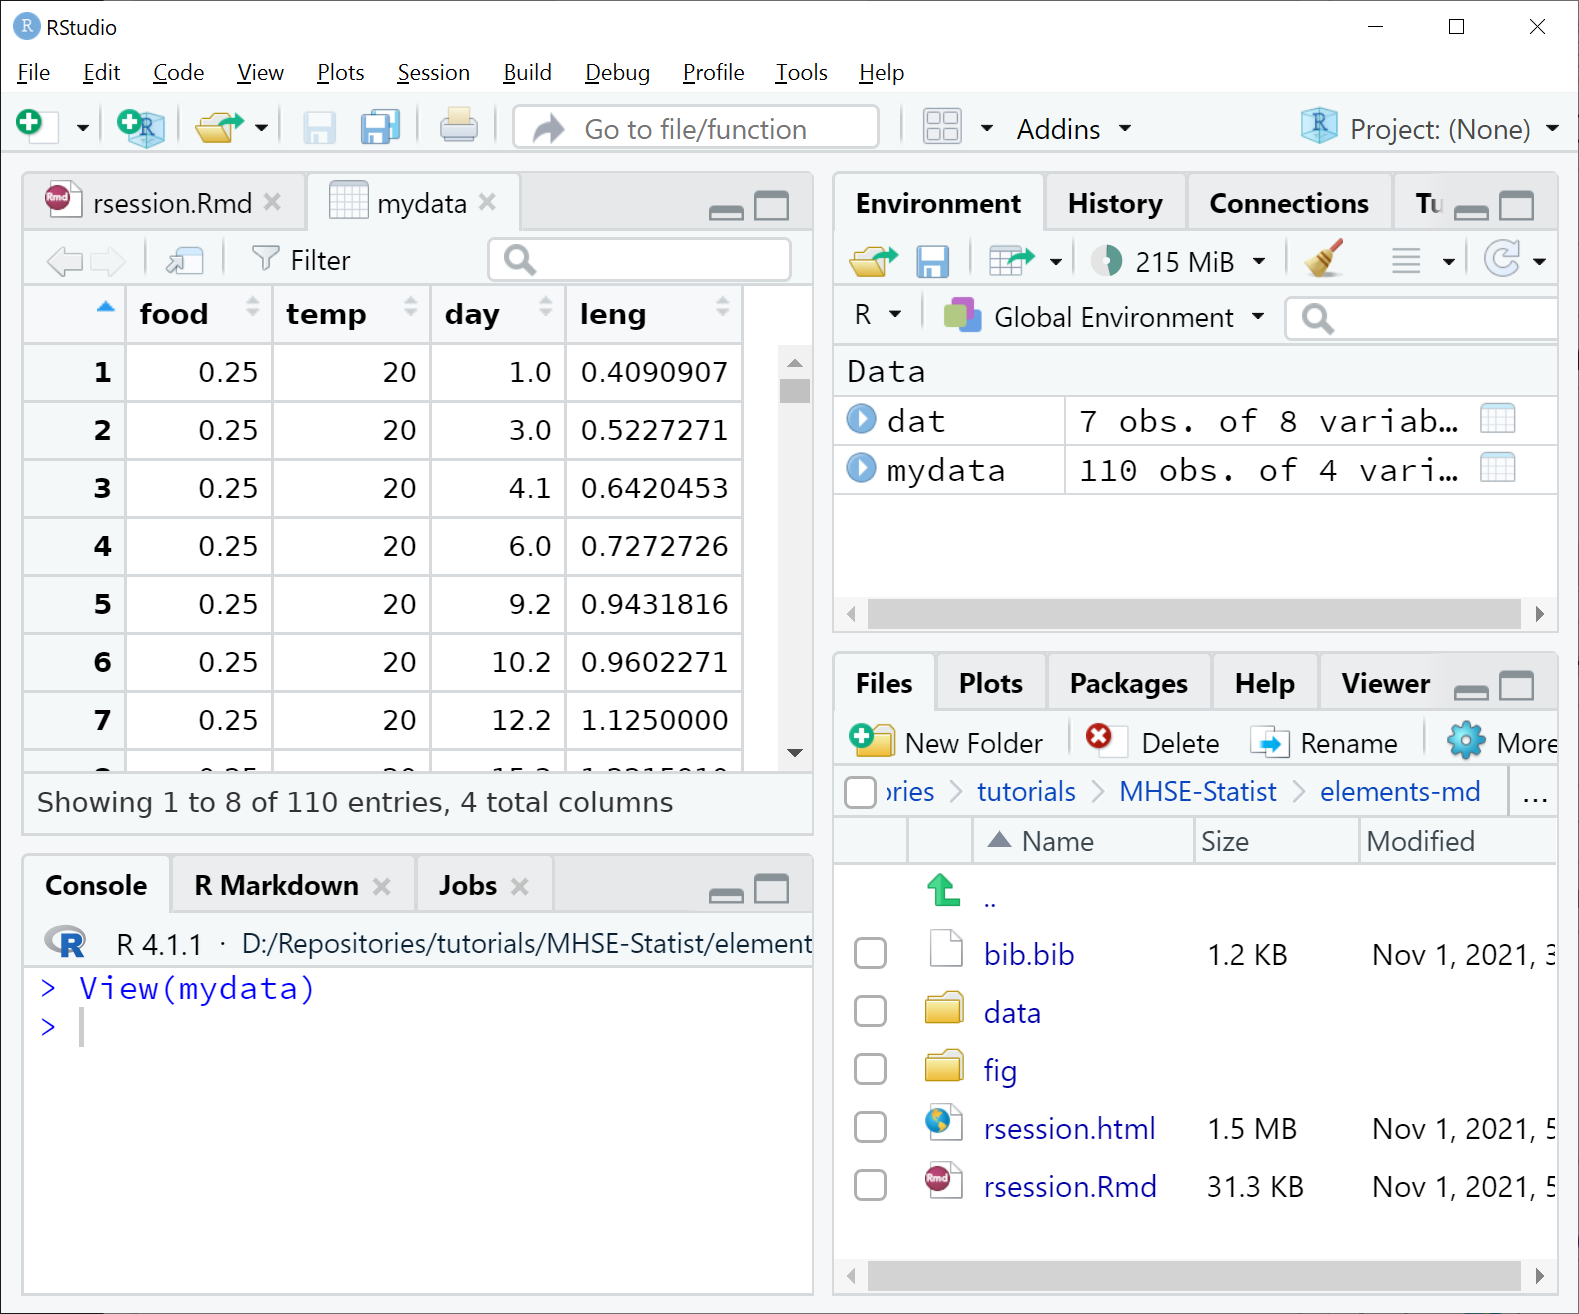 RStudio
File Edit Code View Plots Session Build Debug Profile Tools Help
Go to file/function Addins Project: (None)
rsession.Rmd mydata
Filter
food temp day leng
1 0.25 20 1.0 0.4090907
2 0.25 20 3.0 0.5227271
3 0.25 20 4.1 0.6420453
4 0.25 20 6.0 0.7272726
5 0.25 20 9.2 0.9431816
6 0.25 20 10.2 0.9602271
7 0.25 20 12.2 1.1250000
Showing 1 to 8 of 110 entries, 4 total columns
Console R Markdown Jobs
R 4.1.1 · D:/Repositories/tutorials/MHSE-Statist/element
> View(mydata)
>
Environment History Connections Tu
215 MiB
R Global Environment
Data
dat 7 obs. of 8 variab…
mydata 110 obs. of 4 vari…
Files Plots Packages Help Viewer
New Folder Delete Rename More
ories tutorials MHSE-Statist elements-md ...
Name Size Modified
..
bib.bib 1.2 KB Nov 1, 2021, 3
data
fig
rsession.html 1.5 MB Nov 1, 2021, 5
rsession.Rmd 31.3 KB Nov 1, 2021, 5